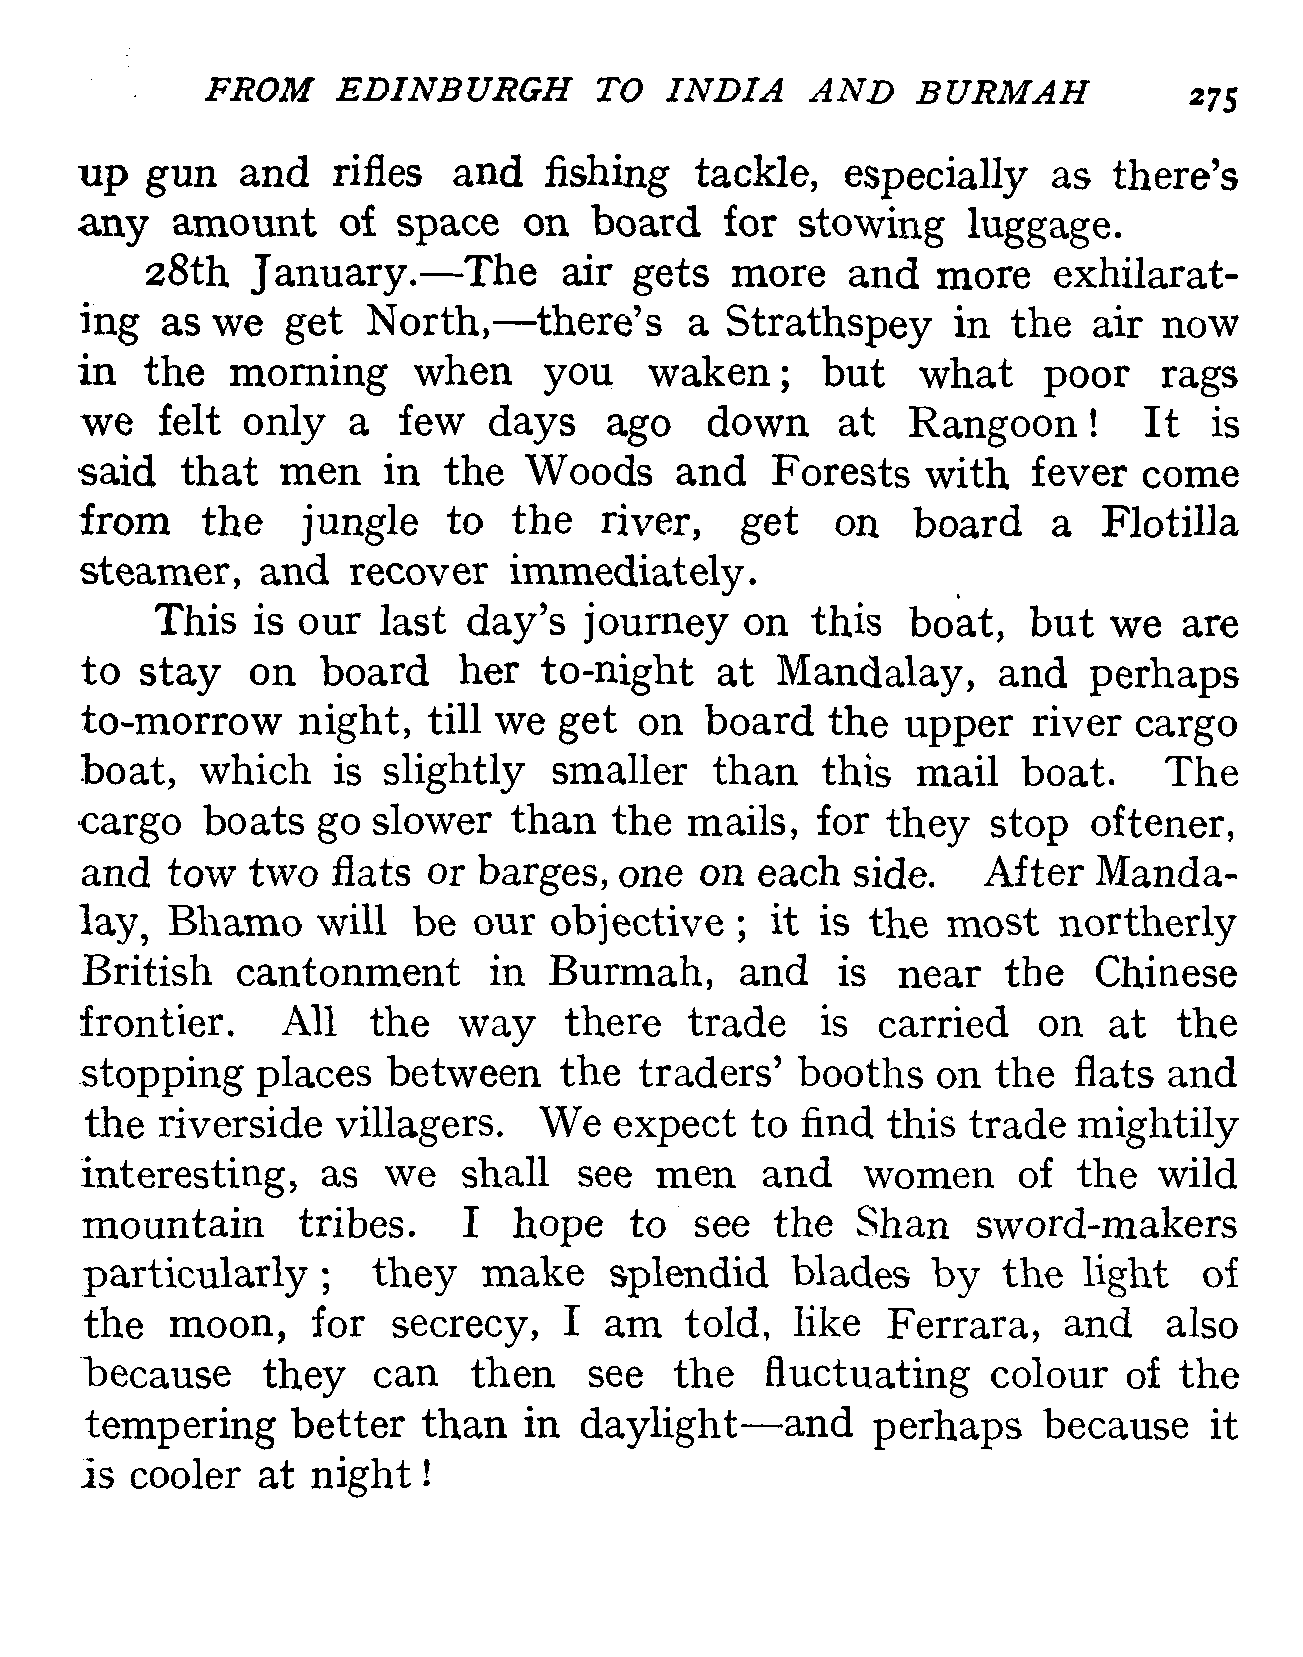 FROM EDINBURGH TO INDIA AND BURMAH 275
up gun and rifles and fishing tackle, especially as there's
any amount of space on board for stowing luggage.
28th January.—The air gets more and more exhilarat-
ing as we get North,—there's a Strathspey in the air now
in the morning when you waken; but what poor rags
we felt only a few days ago down at Rangoon! It is
said that men in the Woods and Forests with fever come
from the jungle to the river, get on board a Flotilla
steamer, and recover immediately.
This is our last day's journey on this boat, but we are
to stay on board her to-night at Mandalay, and perhaps
to-morrow night, till we get on board the upper river cargo
boat, which is slightly smaller than this mail boat. The
cargo boats go slower than the mails, for they stop oftener,
and tow two flats or barges, one on each side. After Manda-
lay, Bhamo will be our objective; it is the most northerly
British cantonment in Burmah, and is near the Chinese
frontier. All the way there trade is carried on at the
stopping places between the traders' booths on the flats and
the riverside villagers. We expect to find this trade mightily
interesting, as we shall see men and women of the wild
mountain tribes. I hope to see the Shan sword-makers
particularly; they make splendid blades by the light of
the moon, for secrecy, I am told, like Ferrara, and also
because they can then see the fluctuating colour of the
tempering better than in daylight—and perhaps because it
is cooler at night!